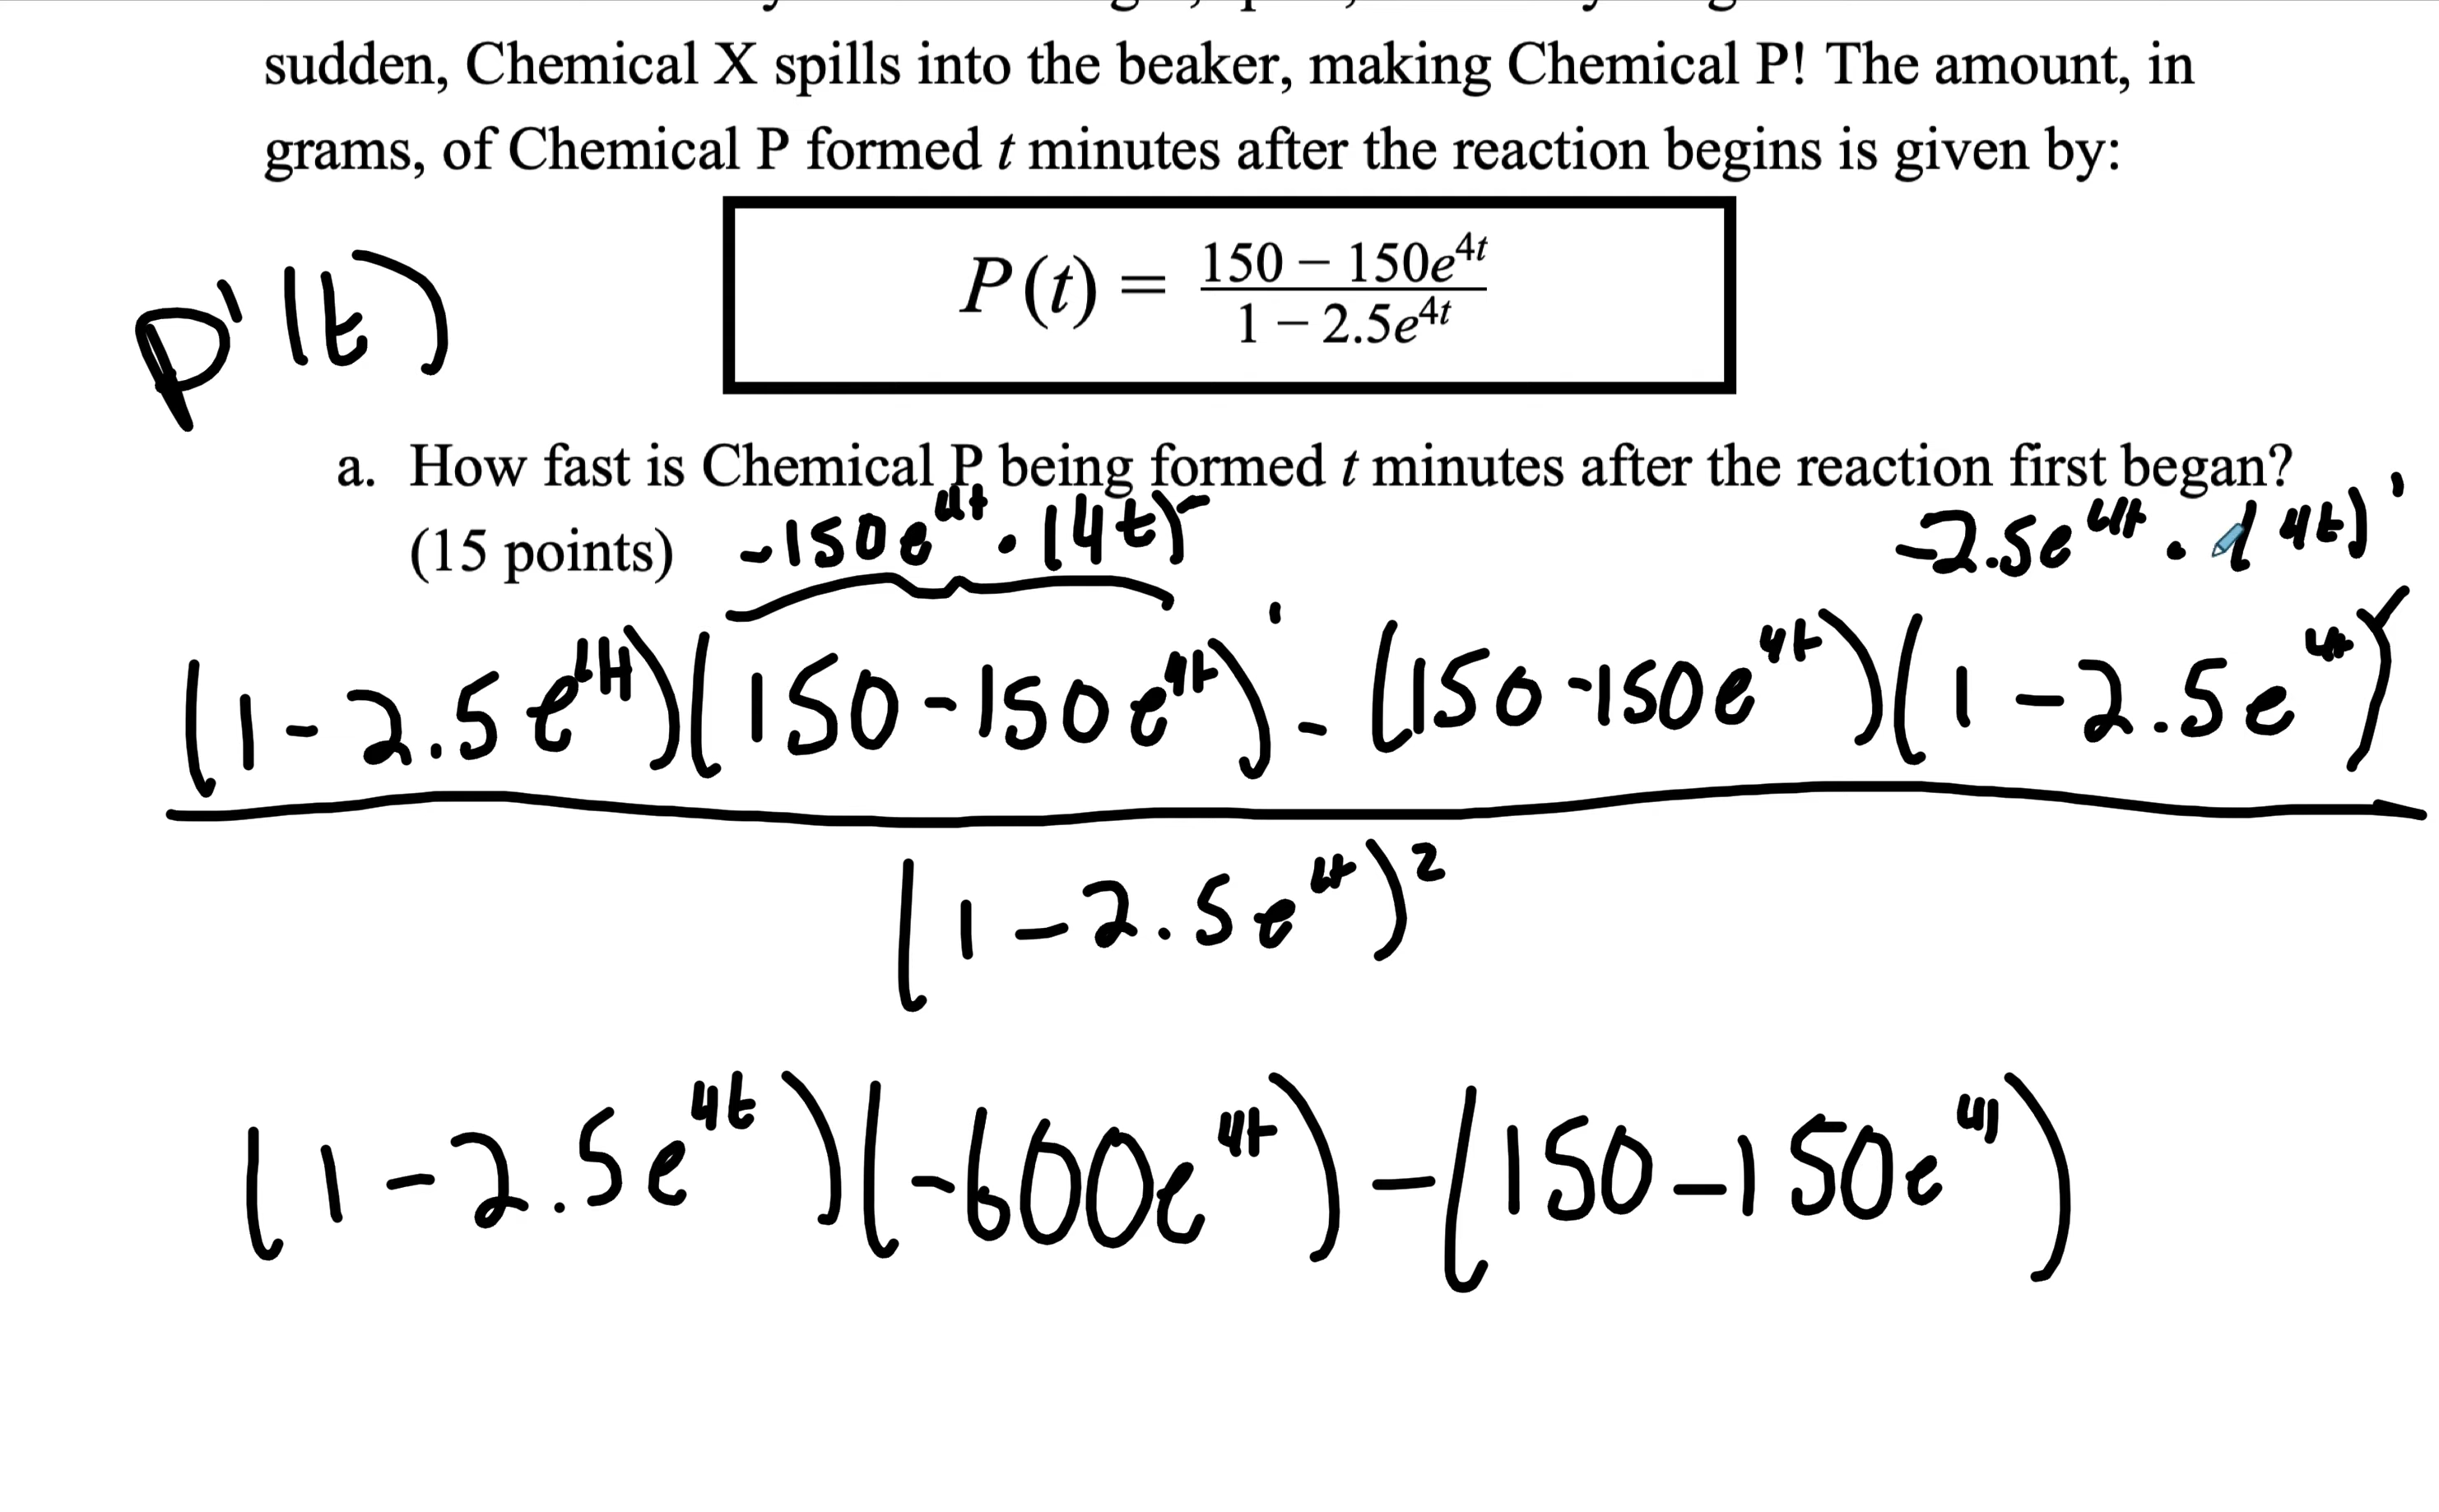 sudden, Chemical X spills into the beaker, making Chemical P! The amount, in
grams, of Chemical P formed t minutes after the reaction begins is given by:
P'(t)
P(t) = \frac{150 − 150e^{4t}}{1 − 2.5e^{4t}}
a. How fast is Chemical P being formed t minutes after the reaction first began?
(15 points) -150e^{4t} · (4t)' -2.5e^{4t} · (4t)'
(1-2.5e^{4t})(150-150e^{4t})' - (150-150e^{4t})(1-2.5e^{4t})'
(1-2.5e^{4t})^2
(1-2.5e^{4t})(-600e^{4t}) - (150-150e^{4t})